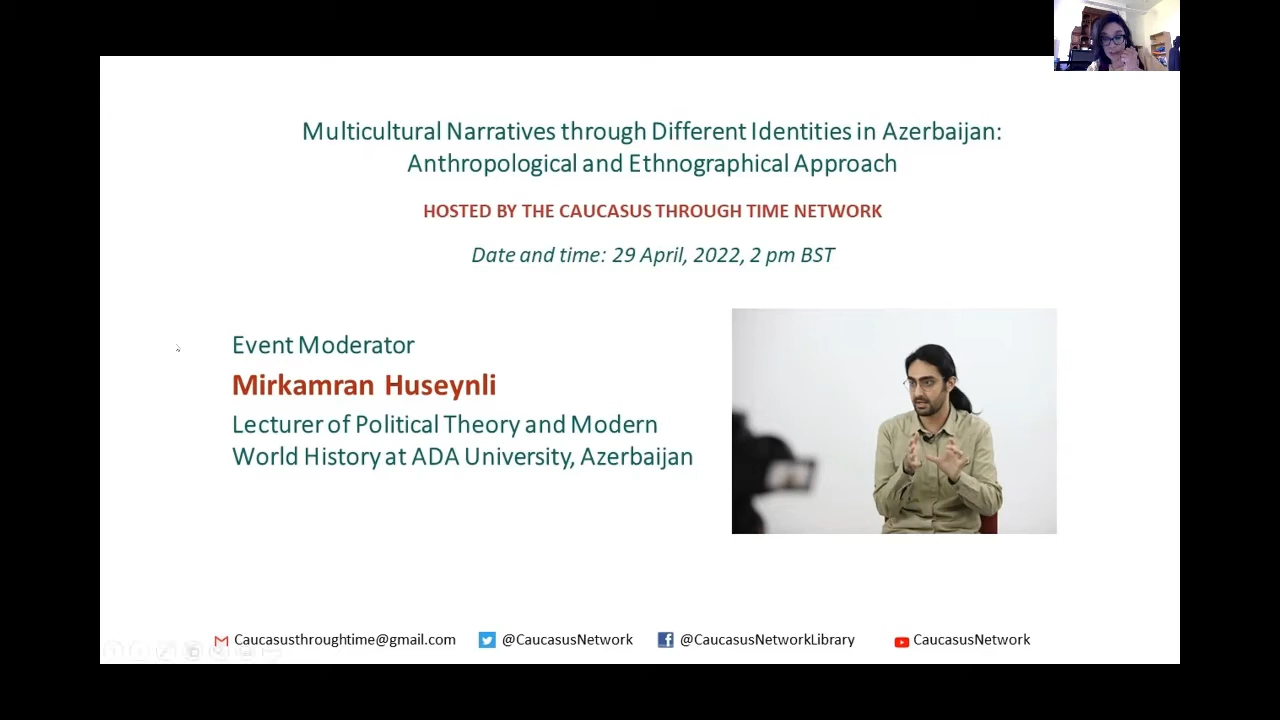 Multicultural Narratives through Different Identities in Azerbaijan:
Anthropological and Ethnographical Approach
HOSTED BY THE CAUCASUS THROUGH TIME NETWORK
Date and time: 29 April, 2022, 2 pm BST
Event Moderator
Mirkamran Huseynli
Lecturer of Political Theory and Modern
World History at ADA University, Azerbaijan
Caucasusthroughtime@gmail.com @CaucasusNetwork @CaucasusNetworkLibrary CaucasusNetwork